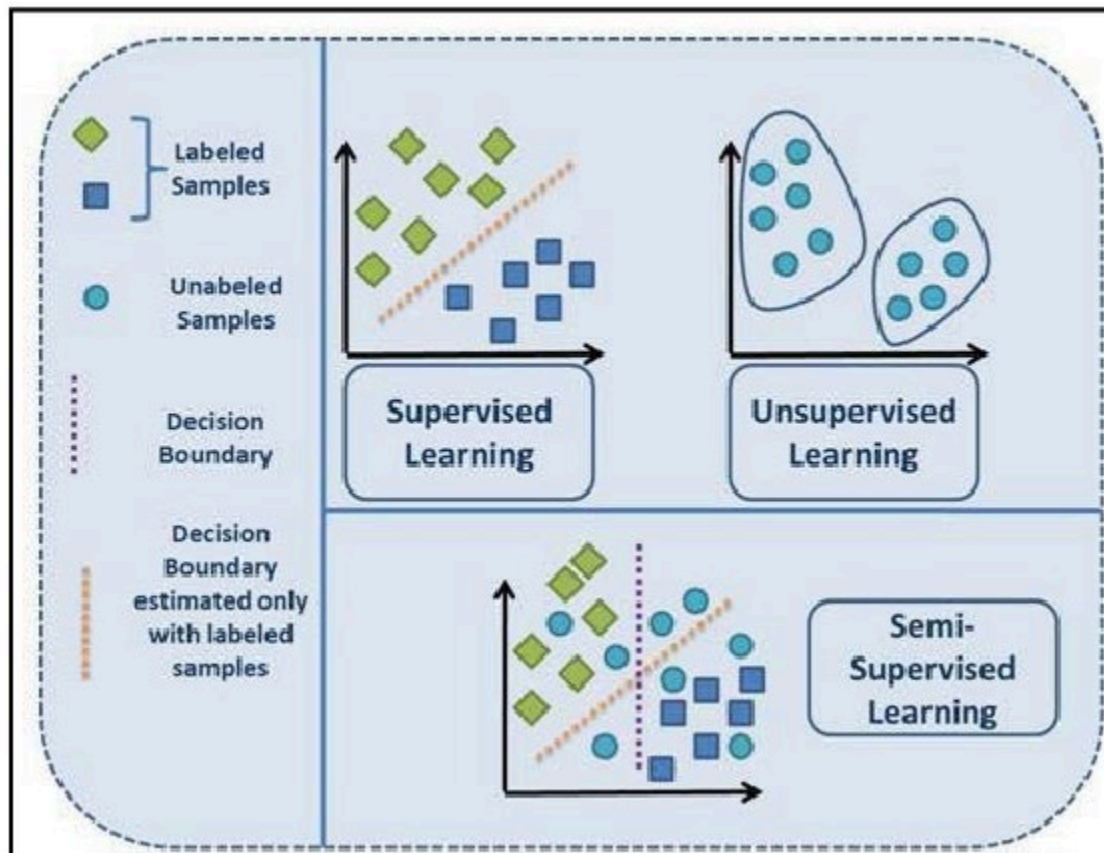 Labeled
Samples
Unabeled
Samples
Decision
Boundary
Decision
Boundary
estimated only
with labeled
samples
Supervised
Learning
Unsupervised
Learning
Semi-
Supervised
Learning